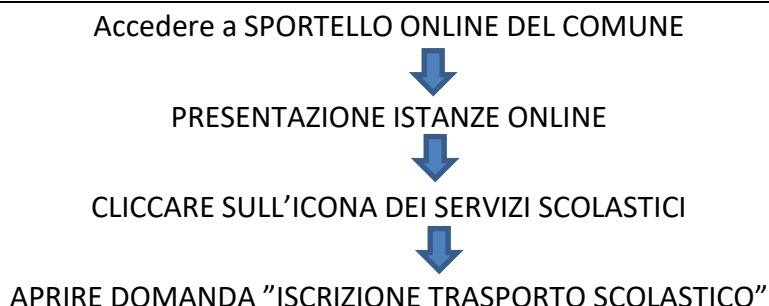 Accedere a SPORTELLO ONLINE DEL COMUNE
PRESENTAZIONE ISTANZE ONLINE
CLICCARE SULL’ICONA DEI SERVIZI SCOLASTICI
APRIRE DOMANDA ”ISCRIZIONE TRASPORTO SCOLASTICO”